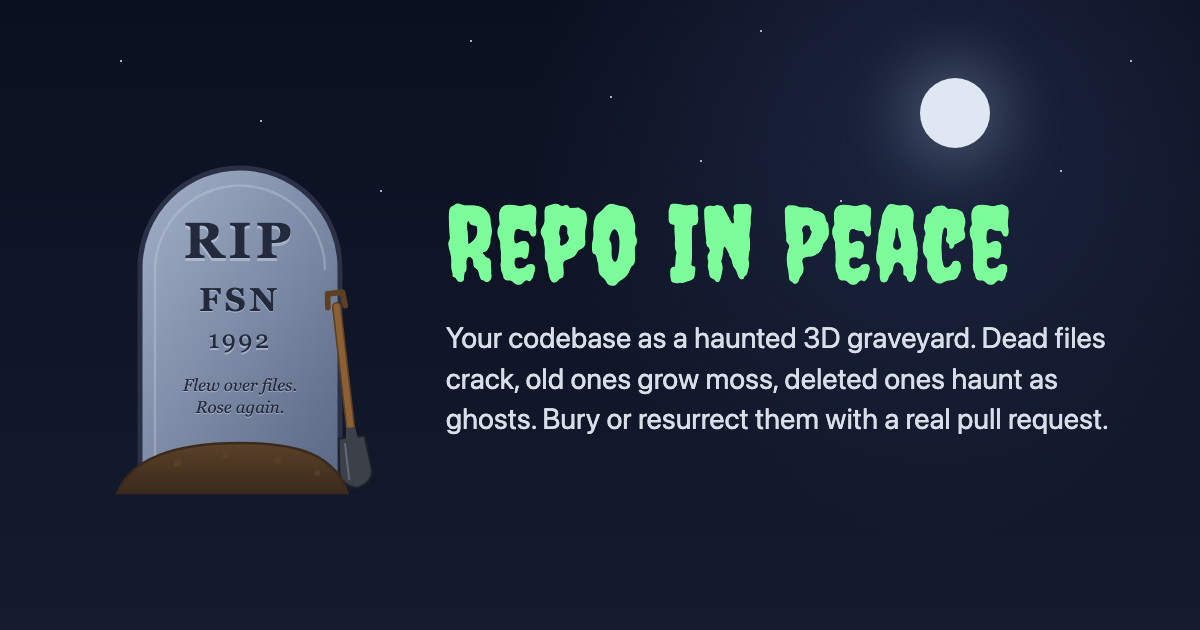 RIP
FSN
1992
Flew over files.
Rose again.
REPO IN PEACE
Your codebase as a haunted 3D graveyard. Dead files
crack, old ones grow moss, deleted ones haunt as
ghosts. Bury or resurrect them with a real pull request.